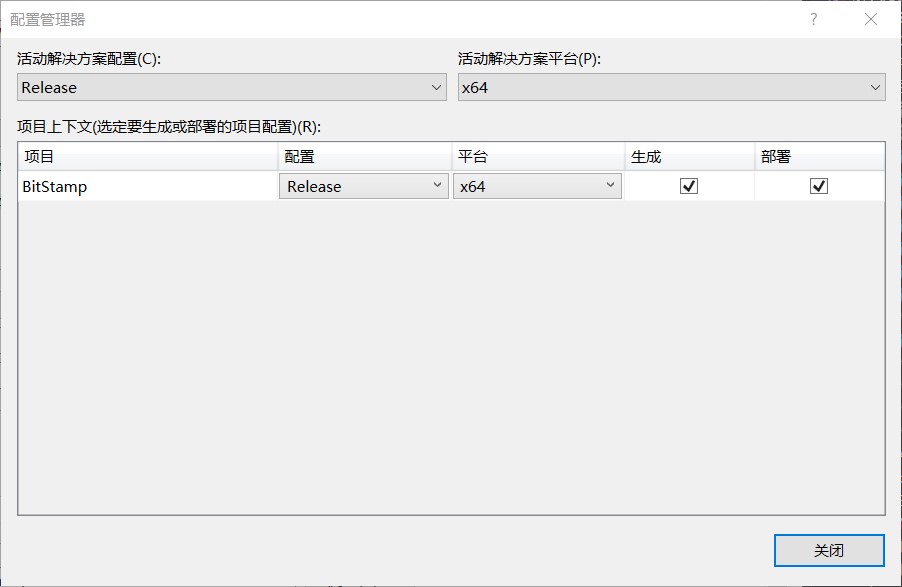 配置管理器
?
活动解决方案配置(C):
活动解决方案平台(P):
Release
x64
项目上下文(选定要生成或部署的项目配置)(R):
项目 配置 平台 生成 部署
BitStamp Release x64
关闭